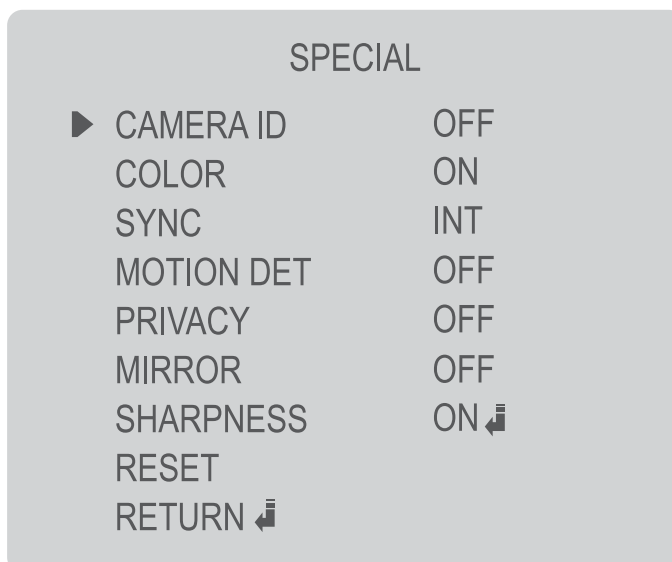 SPECIAL
CAMERA ID OFF
COLOR ON
SYNC INT
MOTION DET OFF
PRIVACY OFF
MIRROR OFF
SHARPNESS ON
RESET
RETURN